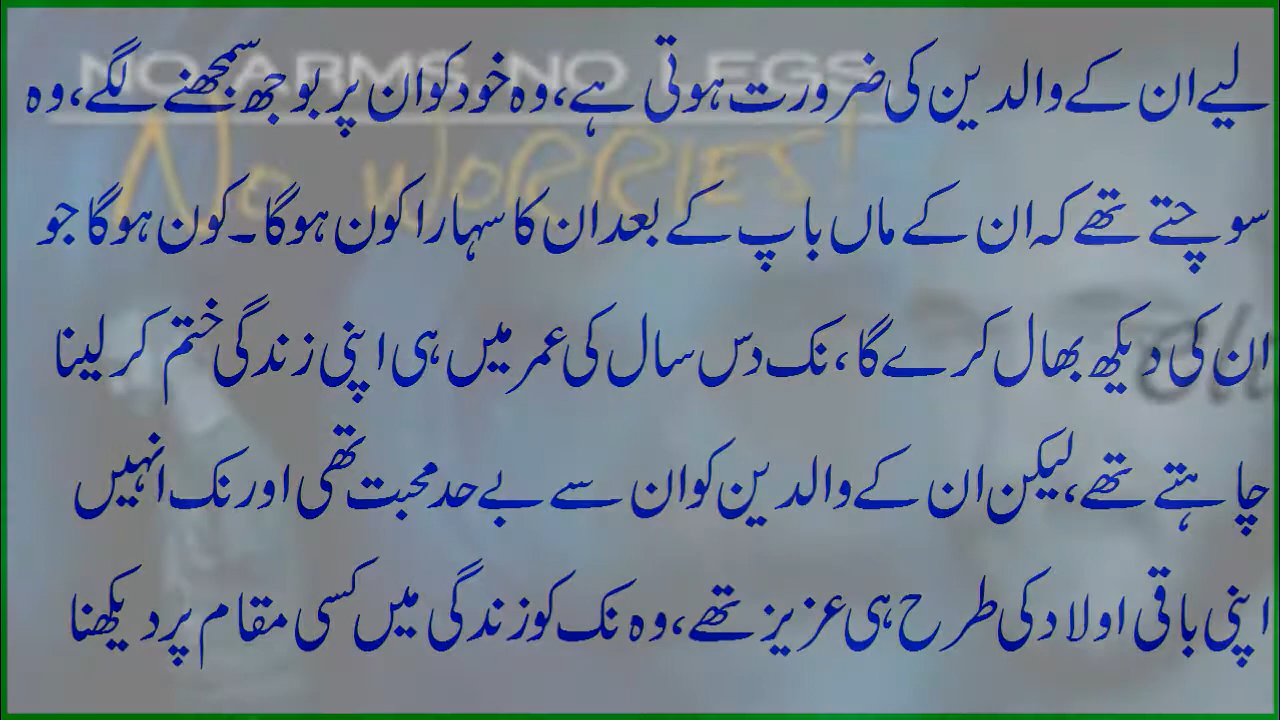 NO ARMS NO LEGS
No WORRIES!
لیے ان کے والدین کی ضرورت ہوتی ہے، وہ خود کو ان پر بوجھ سمجھنے لگے، وہ
سوچتے تھے کہ ان کے ماں باپ کے بعد ان کا سہارا کون ہوگا۔ کون ہوگا جو
ان کی دیکھ بھال کرے گا، نک دس سال کی عمر میں ہی اپنی زندگی ختم کر لینا
چاہتے تھے، لیکن ان کے والدین کو ان سے بے حد محبت تھی اور نک انہیں
اپنی باقی اولاد کی طرح ہی عزیز تھے، وہ نک کو زندگی میں کسی مقام پر دیکھنا